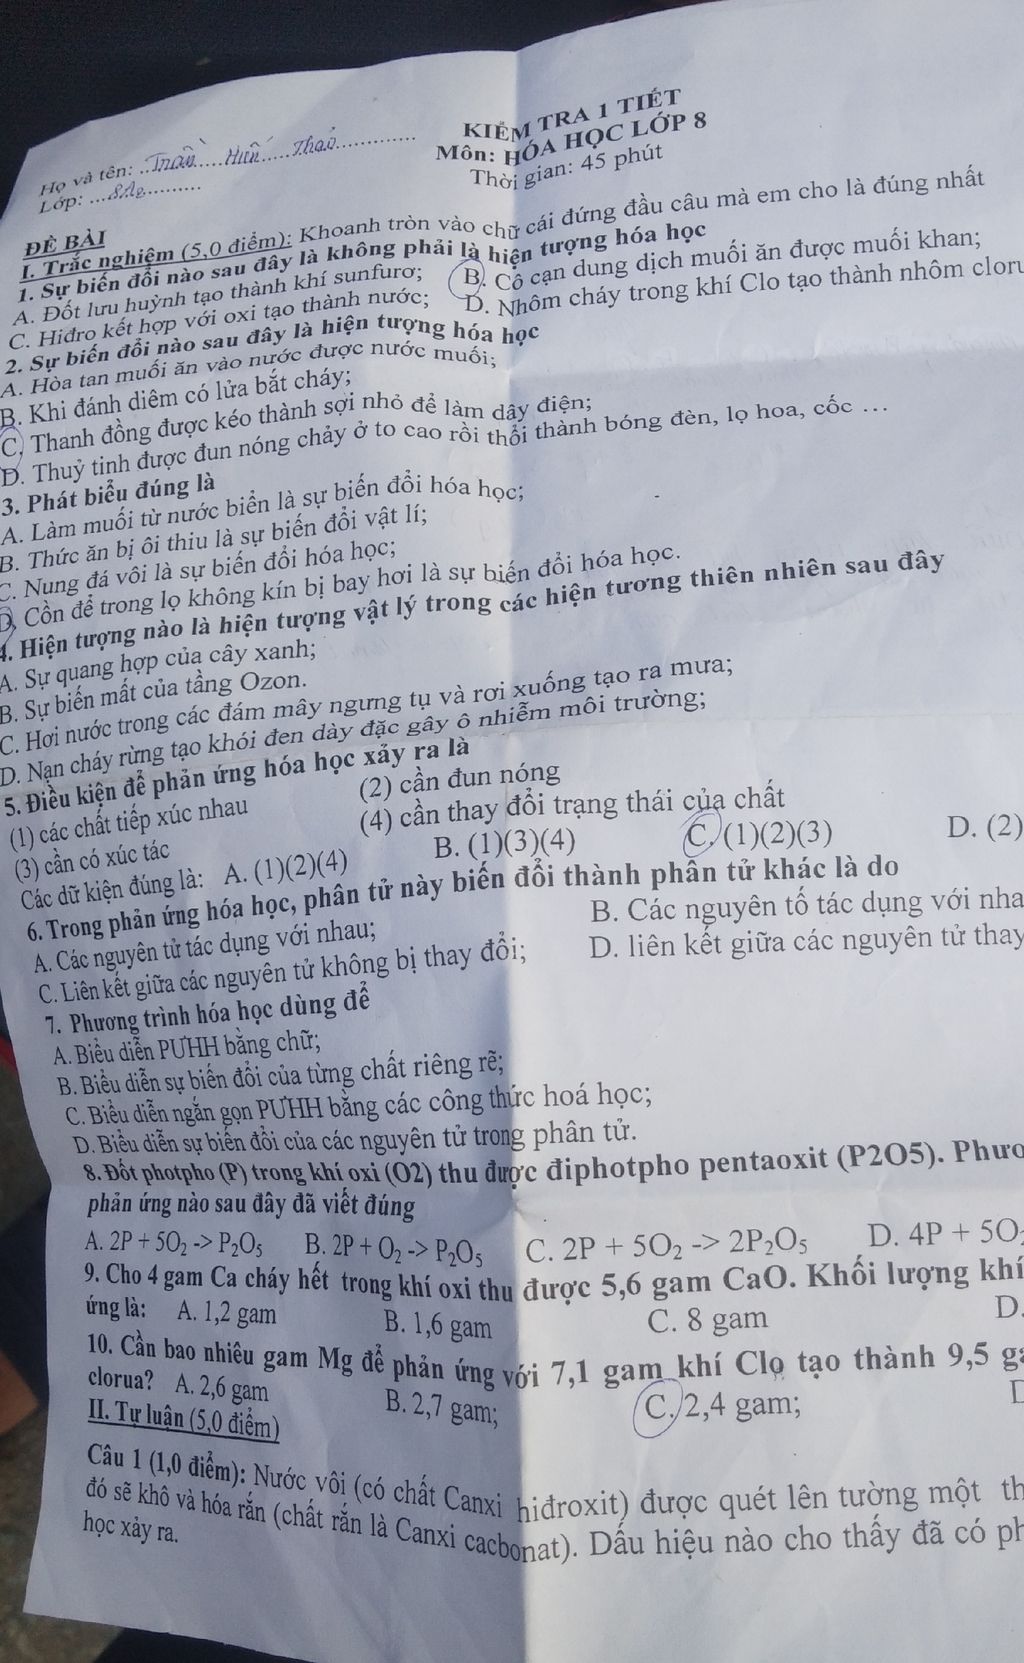 KIỂM TRA 1 TIẾT
Môn: HÓA HỌC LỚP 8
Thời gian: 45 phút
Họ và tên: ..Trần.....Hiền.....Thảo..............
Lớp: ...8A............
ĐỀ BÀI
I. Trắc nghiệm (5,0 điểm): Khoanh tròn vào chữ cái đứng đầu câu mà em cho là đúng nhất
1. Sự biến đổi nào sau đây là không phải là hiện tượng hóa học
A. Đốt lưu huỳnh tạo thành khí sunfurơ; B. Cô cạn dung dịch muối ăn được muối khan;
C. Hiđro kết hợp với oxi tạo thành nước; D. Nhôm cháy trong khí Clo tạo thành nhôm cloru
2. Sự biến đổi nào sau đây là hiện tượng hóa học
A. Hòa tan muối ăn vào nước được nước muối;
B. Khi đánh diêm có lửa bắt cháy;
C. Thanh đồng được kéo thành sợi nhỏ để làm dây điện;
D. Thuỷ tinh được đun nóng chảy ở to cao rồi thổi thành bóng đèn, lọ hoa, cốc ...
3. Phát biểu đúng là
A. Làm muối từ nước biển là sự biến đổi hóa học;
B. Thức ăn bị ôi thiu là sự biến đổi vật lí;
C. Nung đá vôi là sự biến đổi hóa học;
D. Cồn để trong lọ không kín bị bay hơi là sự biến đổi hóa học.
4. Hiện tượng nào là hiện tượng vật lý trong các hiện tương thiên nhiên sau đây
A. Sự quang hợp của cây xanh;
B. Sự biến mất của tầng Ozon.
C. Hơi nước trong các đám mây ngưng tụ và rơi xuống tạo ra mưa;
D. Nạn cháy rừng tạo khói đen dày đặc gây ô nhiễm môi trường;
5. Điều kiện để phản ứng hóa học xảy ra là
(1) các chất tiếp xúc nhau (2) cần đun nóng
(3) cần có xúc tác (4) cần thay đổi trạng thái của chất
Các dữ kiện đúng là: A. (1)(2)(4) B. (1)(3)(4) C. (1)(2)(3) D. (2)
6. Trong phản ứng hóa học, phân tử này biến đổi thành phân tử khác là do
A. Các nguyên tử tác dụng với nhau; B. Các nguyên tố tác dụng với nha
C. Liên kết giữa các nguyên tử không bị thay đổi; D. liên kết giữa các nguyên tử thay
7. Phương trình hóa học dùng để
A. Biểu diễn PƯHH bằng chữ;
B. Biểu diễn sự biến đổi của từng chất riêng rẽ;
C. Biểu diễn ngắn gọn PƯHH bằng các công thức hoá học;
D. Biểu diễn sự biến đổi của các nguyên tử trong phân tử.
8. Đốt photpho (P) trong khí oxi (O2) thu được điphotpho pentaoxit (P2O5). Phươ
phản ứng nào sau đây đã viết đúng
A. 2P + 5O₂ -> P₂O₅ B. 2P + O₂ -> P₂O₅ C. 2P + 5O₂ -> 2P₂O₅ D. 4P + 5O₂
9. Cho 4 gam Ca cháy hết trong khí oxi thu được 5,6 gam CaO. Khối lượng khí
ứng là: A. 1,2 gam B. 1,6 gam C. 8 gam D.
10. Cần bao nhiêu gam Mg để phản ứng với 7,1 gam khí Clo tạo thành 9,5 ga
clorua? A. 2,6 gam B. 2,7 gam; C. 2,4 gam;
II. Tự luận (5,0 điểm)
Câu 1 (1,0 điểm): Nước vôi (có chất Canxi hiđroxit) được quét lên tường một th
đó sẽ khô và hóa rắn (chất rắn là Canxi cacbonat). Dấu hiệu nào cho thấy đã có ph
học xảy ra.